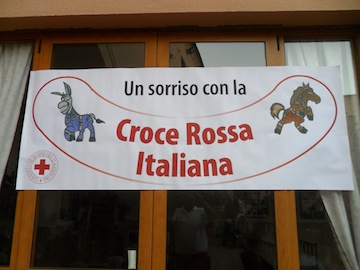 Un sorriso con la
Croce Rossa
Italiana